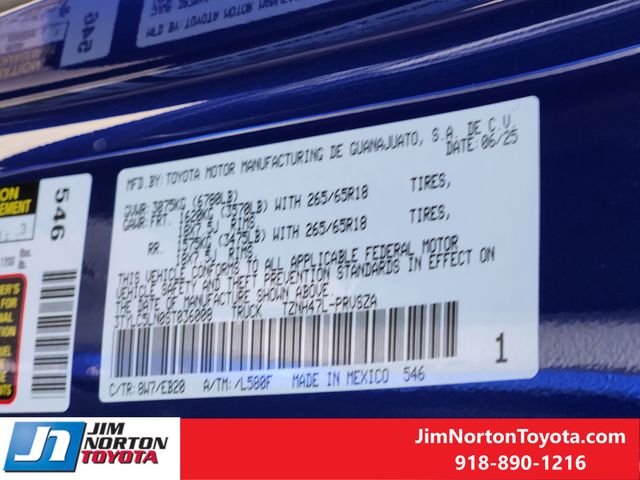 MFD.BY:TOYOTA MOTOR MANUFACTURING DE GUANAJUATO, S.A. DE C.V.
DATE:06/25
GVWR:3075KG (6780LB)
GAWR:FRT. 1620KG (3570LB) WITH 265/65R18 TIRES,
18X7.5J RIMS
RR. 1575KG (3475LB) WITH 265/65R18 TIRES,
18X7.5J RIMS
THIS VEHICLE CONFORMS TO ALL APPLICABLE FEDERAL MOTOR
VEHICLE SAFETY AND THEFT PREVENTION STANDARDS IN EFFECT ON
THE DATE OF MANUFACTURE SHOWN ABOVE.
TRUCK TZNA47L-PRVSZA
1
C/TR:8W7/EB20 A/TM:/L580F MADE IN MEXICO 546
546
JIM
NORTON
TOYOTA
JimNortonToyota.com
918-890-1216